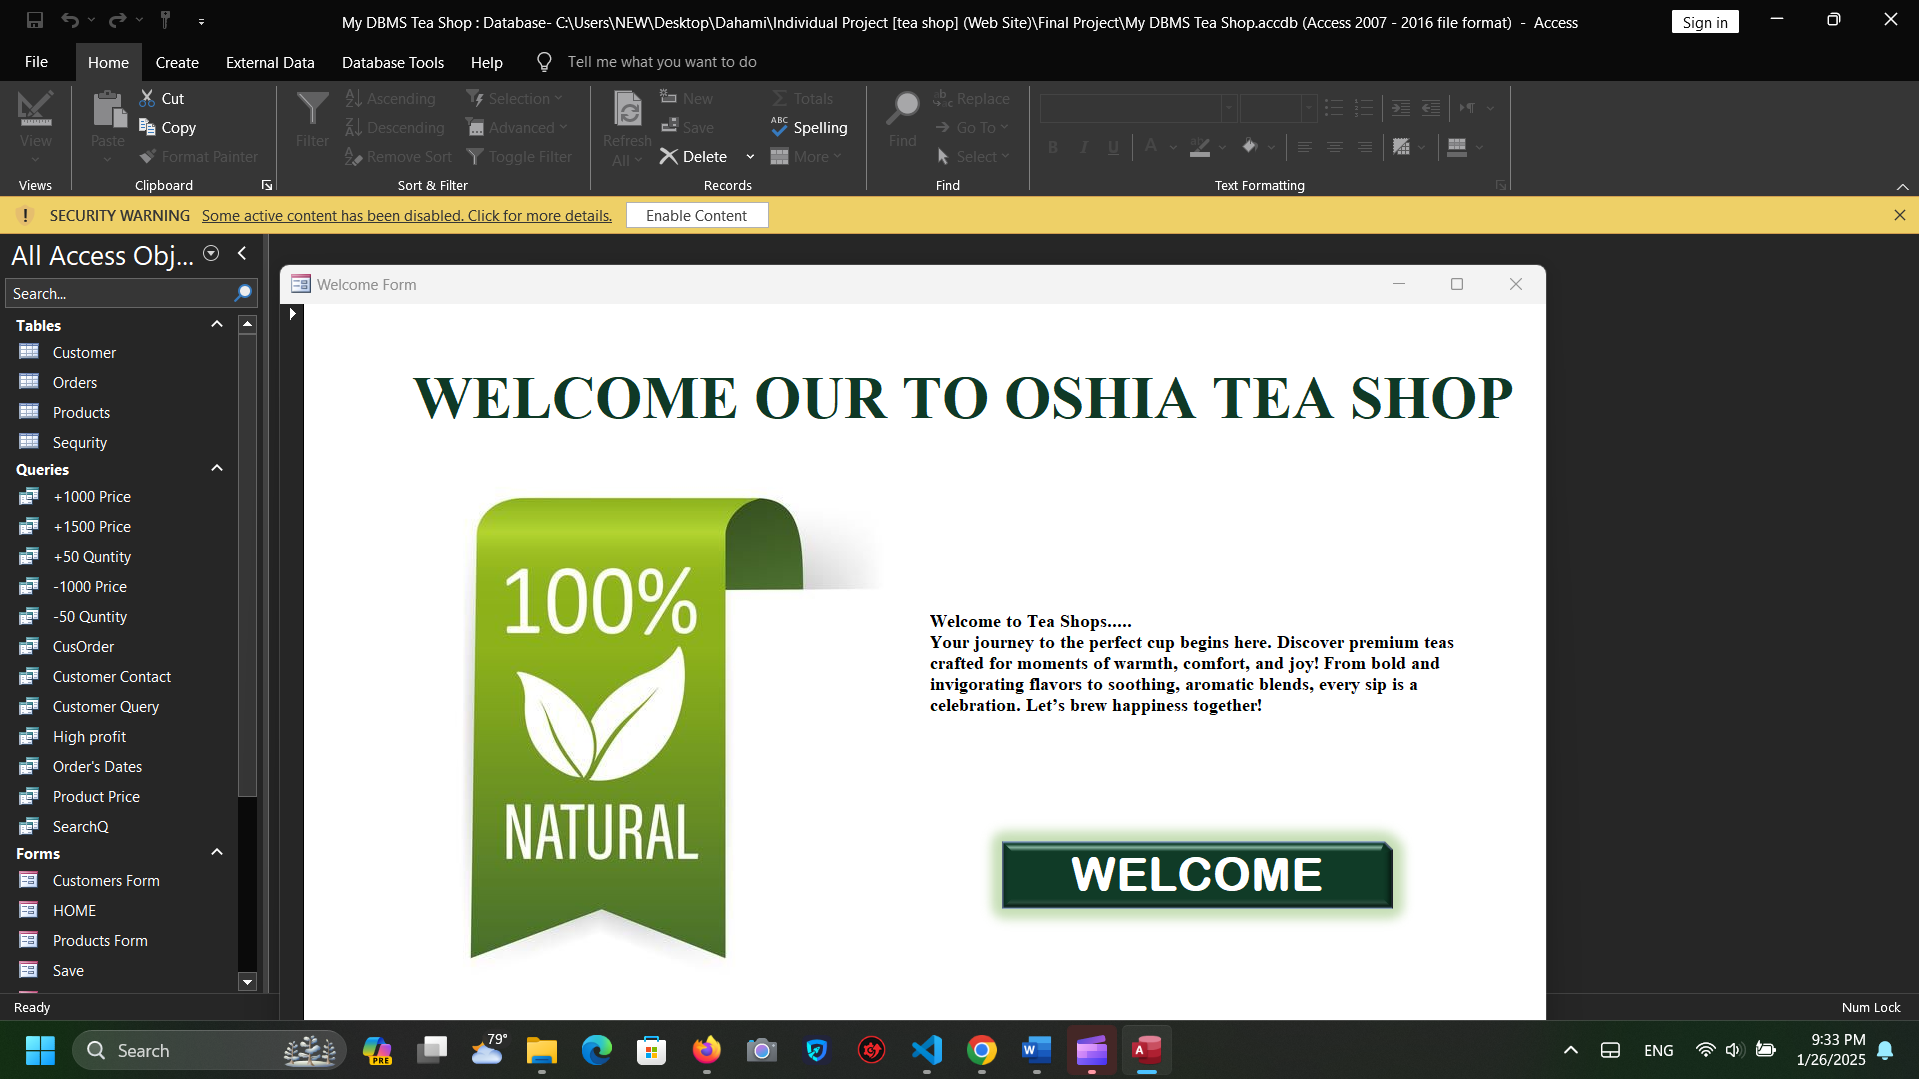 My DBMS Tea Shop : Database- C:\Users\NEW\Desktop\Dahami\Individual Project [tea shop] (Web Site)\Final Project\My DBMS Tea Shop.accdb (Access 2007 - 2016 file format) - Access
Sign in
File Home Create External Data Database Tools Help Tell me what you want to do
View
Views
Paste
Cut
Copy
Format Painter
Clipboard
Filter
Ascending
Descending
Remove Sort
Selection
Advanced
Toggle Filter
Sort & Filter
Refresh
All
New
Save
Delete
Totals
ABC
Spelling
More
Records
Find
Replace
Go To
Select
Find
B I U A
Text Formatting
SECURITY WARNING Some active content has been disabled. Click for more details. Enable Content
All Access Obj...
Search...
Tables
Customer
Orders
Products
Sequrity
Queries
+1000 Price
+1500 Price
+50 Quntity
-1000 Price
-50 Quntity
CusOrder
Customer Contact
Customer Query
High profit
Order's Dates
Product Price
SearchQ
Forms
Customers Form
HOME
Products Form
Save
Welcome Form
WELCOME OUR TO OSHIA TEA SHOP
100%
NATURAL
Welcome to Tea Shops.....
Your journey to the perfect cup begins here. Discover premium teas
crafted for moments of warmth, comfort, and joy! From bold and
invigorating flavors to soothing, aromatic blends, every sip is a
celebration. Let’s brew happiness together!
WELCOME
Ready
Num Lock
Search
PRE
79°
ENG
9:33 PM
1/26/2025